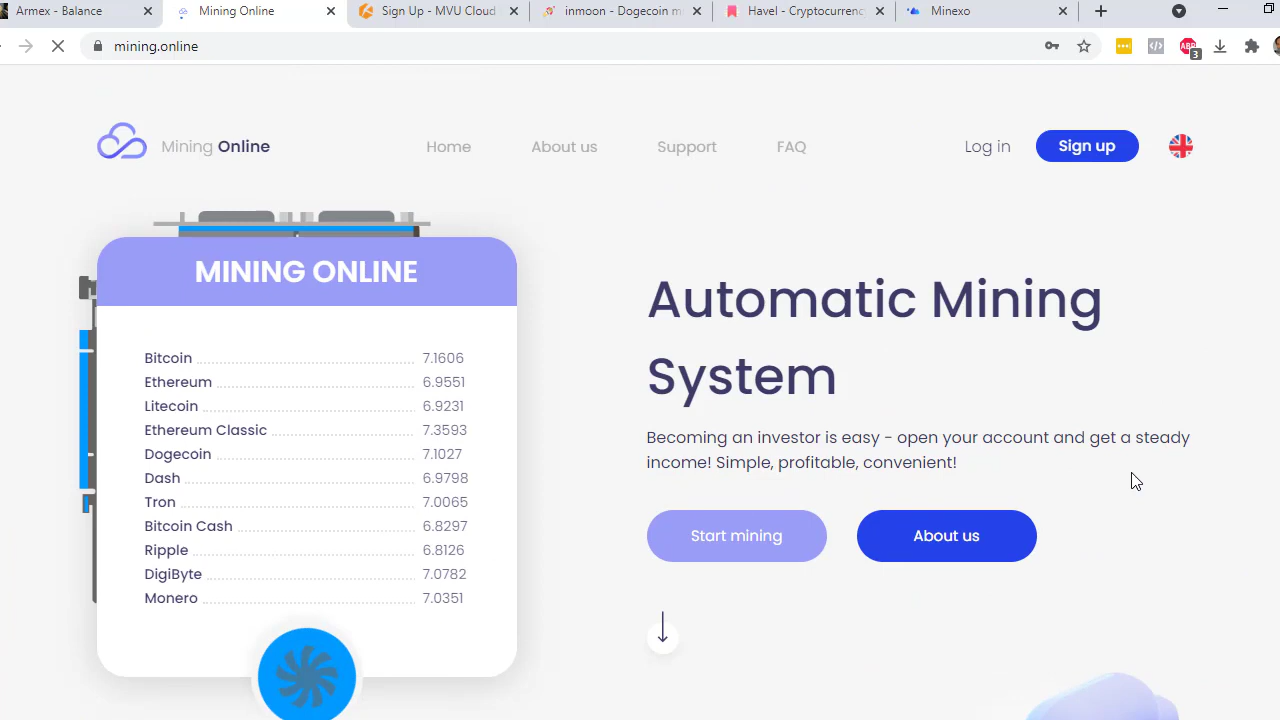 Armex - Balance
Mining Online
Sign Up - MVU Cloud
inmoon - Dogecoin m
Havel - Cryptocurrenc
Minexo
mining.online
ABP
3
Mining Online
Home
About us
Support
FAQ
Log in
Sign up
MINING ONLINE
Bitcoin 7.1606
Ethereum 6.9551
Litecoin 6.9231
Ethereum Classic 7.3593
Dogecoin 7.1027
Dash 6.9798
Tron 7.0065
Bitcoin Cash 6.8297
Ripple 6.8126
DigiByte 7.0782
Monero 7.0351
Automatic Mining
System
Becoming an investor is easy - open your account and get a steady
income! Simple, profitable, convenient!
Start mining
About us